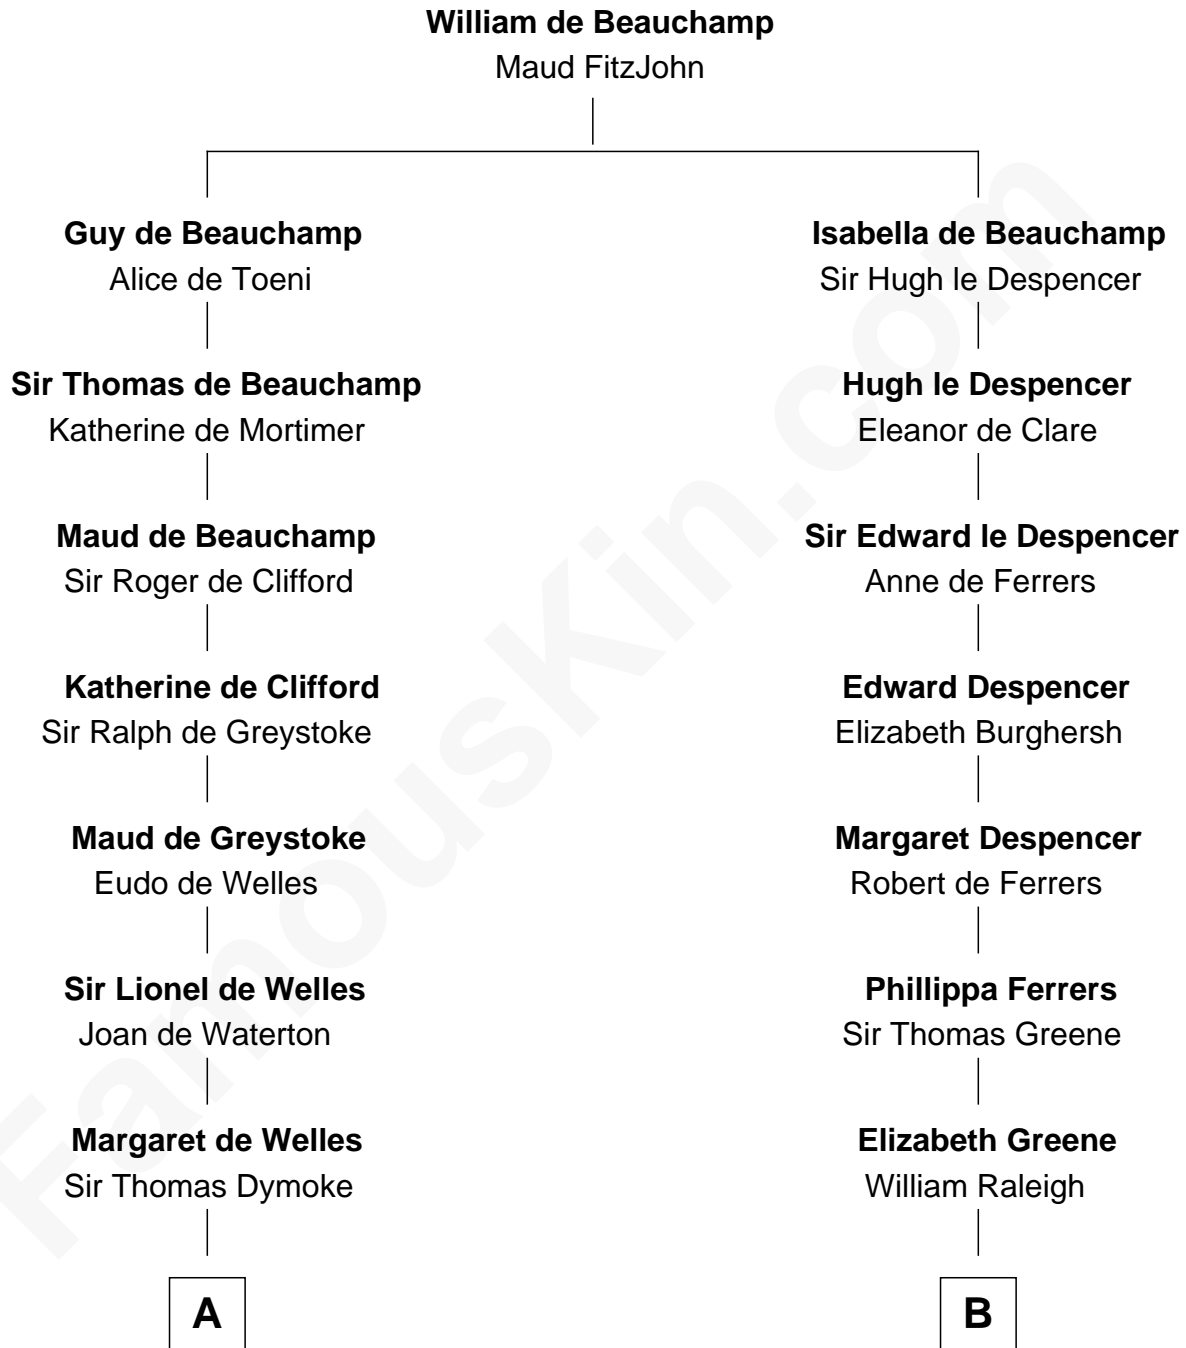 William de Beauchamp
Maud FitzJohn
Guy de Beauchamp
Alice de Toeni
Isabella de Beauchamp
Sir Hugh le Despencer
Sir Thomas de Beauchamp
Katherine de Mortimer
Hugh le Despencer
Eleanor de Clare
Maud de Beauchamp
Sir Roger de Clifford
Sir Edward le Despencer
Anne de Ferrers
Katherine de Clifford
Sir Ralph de Greystoke
Edward Despencer
Elizabeth Burghersh
Maud de Greystoke
Eudo de Welles
Margaret Despencer
Robert de Ferrers
Sir Lionel de Welles
Joan de Waterton
Phillippa Ferrers
Sir Thomas Greene
Margaret de Welles
Sir Thomas Dymoke
Elizabeth Greene
William Raleigh
A
B
FamousKin.com